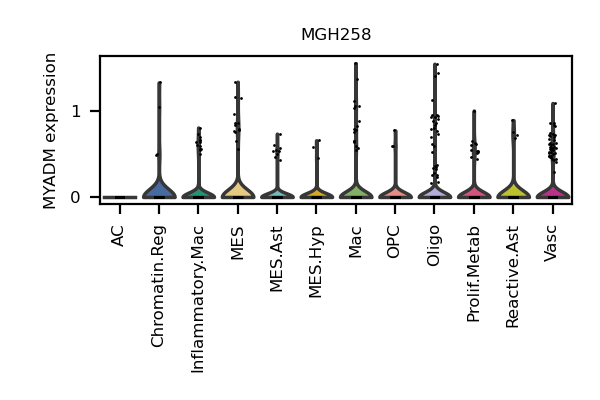 MGH258
MYADM expression
1
0
AC
Chromatin.Reg
Inflammatory.Mac
MES
MES.Ast
MES.Hyp
Mac
OPC
Oligo
Prolif.Metab
Reactive.Ast
Vasc